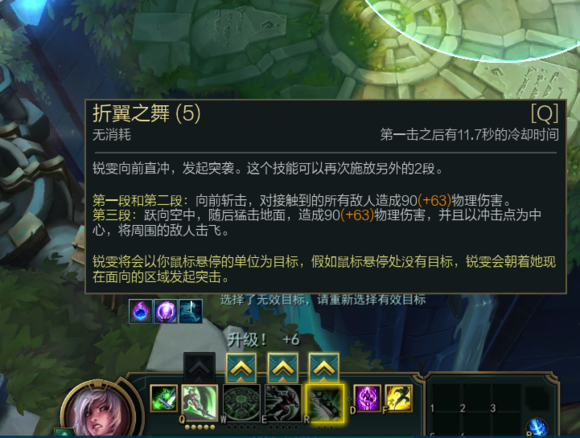 折翼之舞 (5) [Q]
无消耗 第一击之后有11.7秒的冷却时间
锐雯向前直冲，发起突袭。这个技能可以再次施放另外的2段。
第一段和第二段：向前斩击，对接触到的所有敌人造成90(+63)物理伤害。
第三段：跃向空中，随后猛击地面，造成90(+63)物理伤害，并且以冲击点为中
心，将周围的敌人击飞。
锐雯将会以你鼠标悬停的单位为目标，假如鼠标悬停处没有目标，锐雯会朝着她现
在面向的区域发起突击。
选择了无效目标，请重新选择有效目标
升级！ +6
Q W E R D F
1 2 3
5 6 7
B